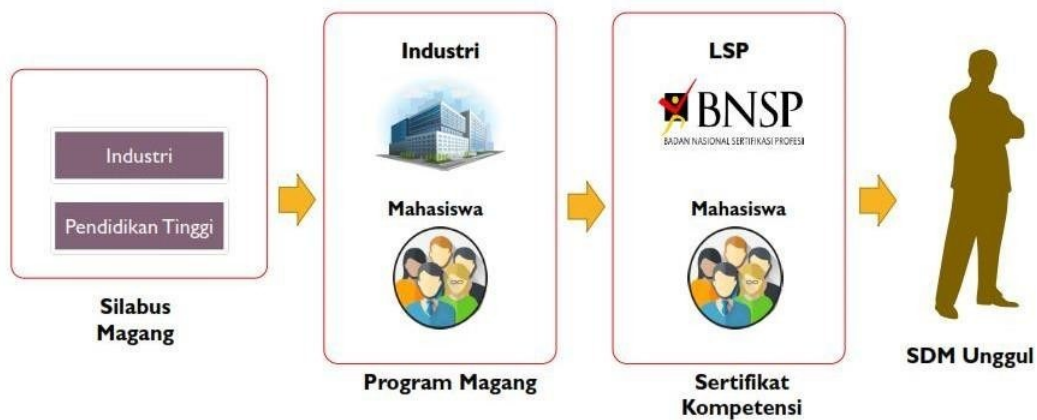 Industri
Pendidikan Tinggi
Silabus
Magang
Industri
Mahasiswa
Program Magang
LSP
BNSP
BADAN NASIONAL SERTIFIKASI PROFESI
Mahasiswa
Sertifikat
Kompetensi
SDM Unggul